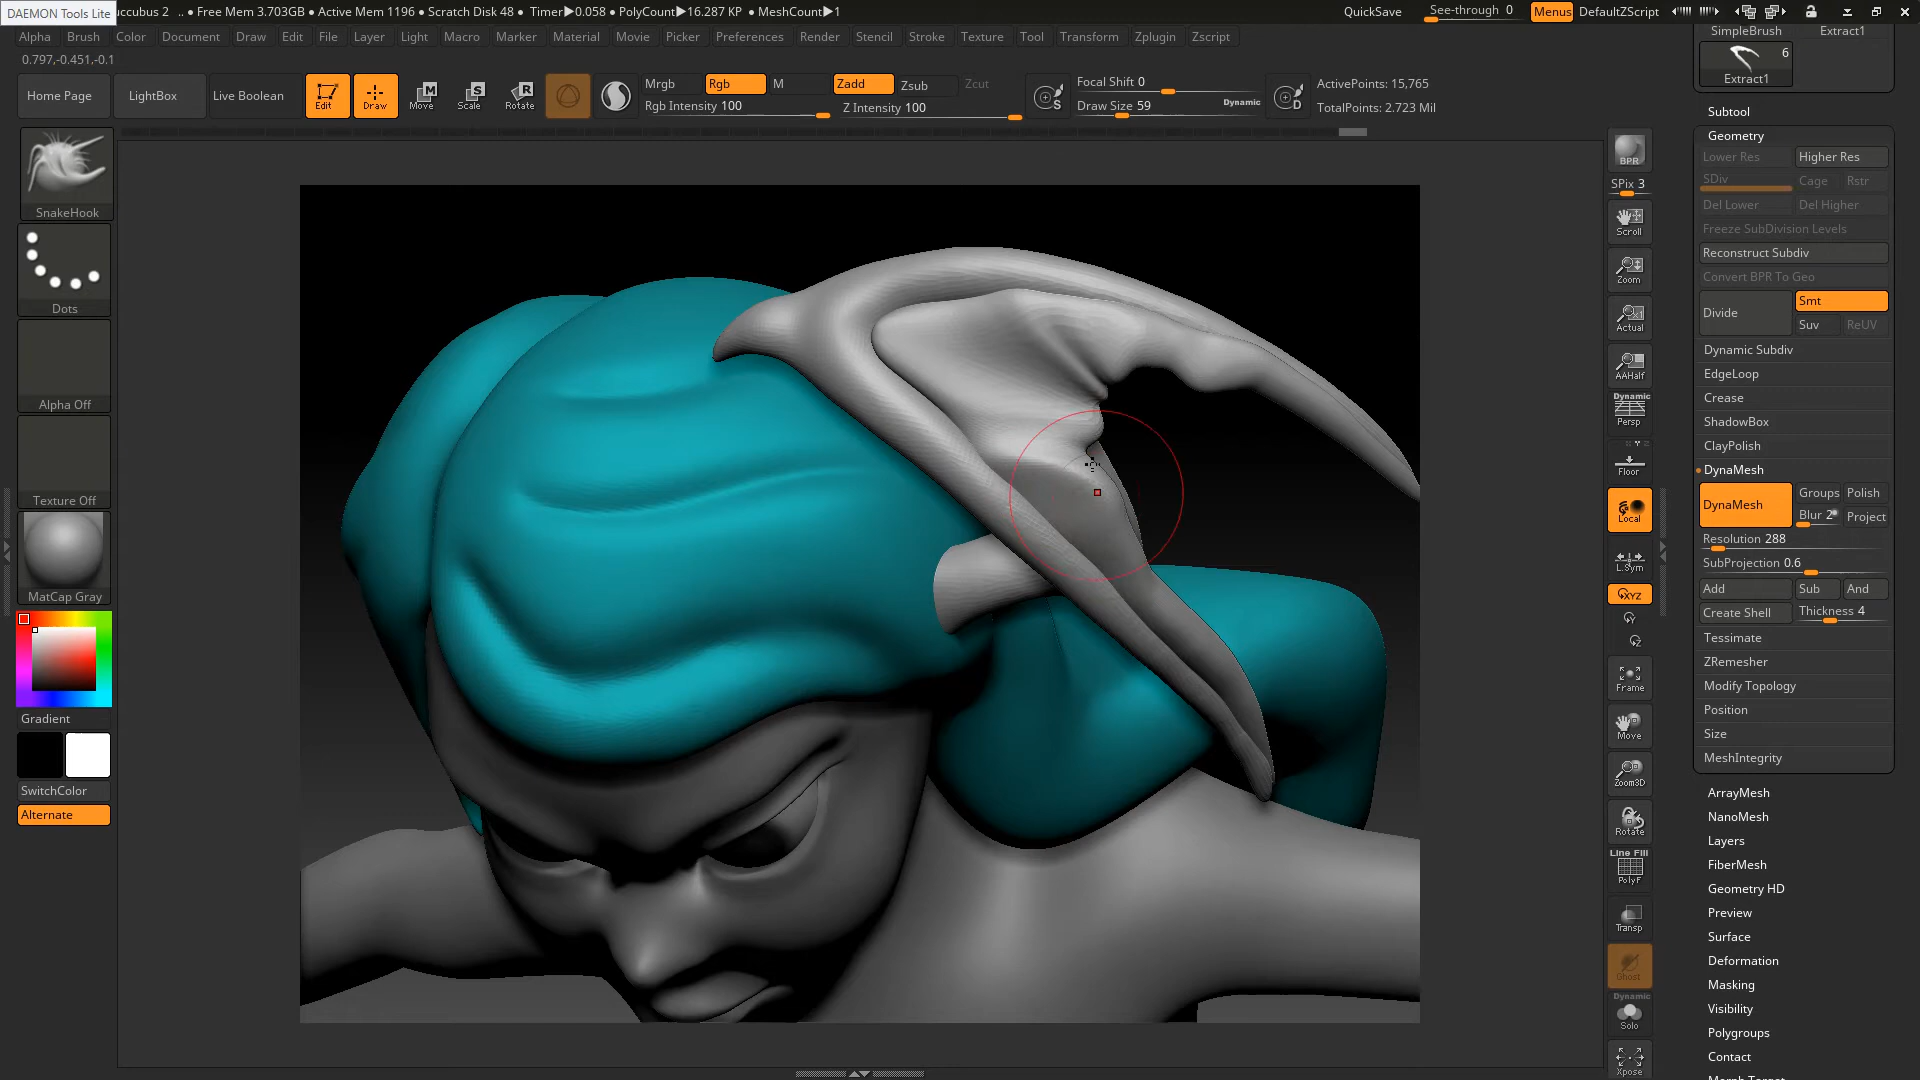 DAEMON Tools Lite
uccubus 2 .. ● Free Mem 3.703GB ● Active Mem 1196 ● Scratch Disk 48 ● Timer▶0.058 ● PolyCount▶16.287 KP ● MeshCount▶1
QuickSave See-through 0 Menus DefaultZScript
Alpha Brush Color Document Draw Edit File Layer Light Macro Marker Material Movie Picker Preferences Render Stencil Stroke Texture Tool Transform Zplugin Zscript
0.797,-0.451,-0.1
Home Page LightBox Live Boolean Edit Draw Move Scale Rotate
Mrgb Rgb M Zadd Zsub Zcut
Rgb Intensity 100 Z Intensity 100
S Focal Shift 0
Draw Size 59 Dynamic D
ActivePoints: 15,765
TotalPoints: 2.723 Mil
SnakeHook
Dots
Alpha Off
Texture Off
MatCap Gray
Gradient
SwitchColor
Alternate
BPR
SPix 3
Scroll
Zoom
Actual
AAHalf
Dynamic
Persp
Floor
Local
L.Sym
XYZ
Y
Z
Frame
Move
Zoom3D
Rotate
Line Fill
PolyF
Transp
Ghost
Dynamic
Solo
Xpose
SimpleBrush Extract1
6
Extract1
Subtool
Geometry
Lower Res Higher Res
SDiv Cage Rstr
Del Lower Del Higher
Freeze SubDivision Levels
Reconstruct Subdiv
Convert BPR To Geo
Divide Smt
Suv ReUV
Dynamic Subdiv
EdgeLoop
Crease
ShadowBox
ClayPolish
DynaMesh
DynaMesh Groups Polish
Blur 2 Project
Resolution 288
SubProjection 0.6
Add Sub And
Create Shell Thickness 4
Tessimate
ZRemesher
Modify Topology
Position
Size
MeshIntegrity
ArrayMesh
NanoMesh
Layers
FiberMesh
Geometry HD
Preview
Surface
Deformation
Masking
Visibility
Polygroups
Contact
Morph Target